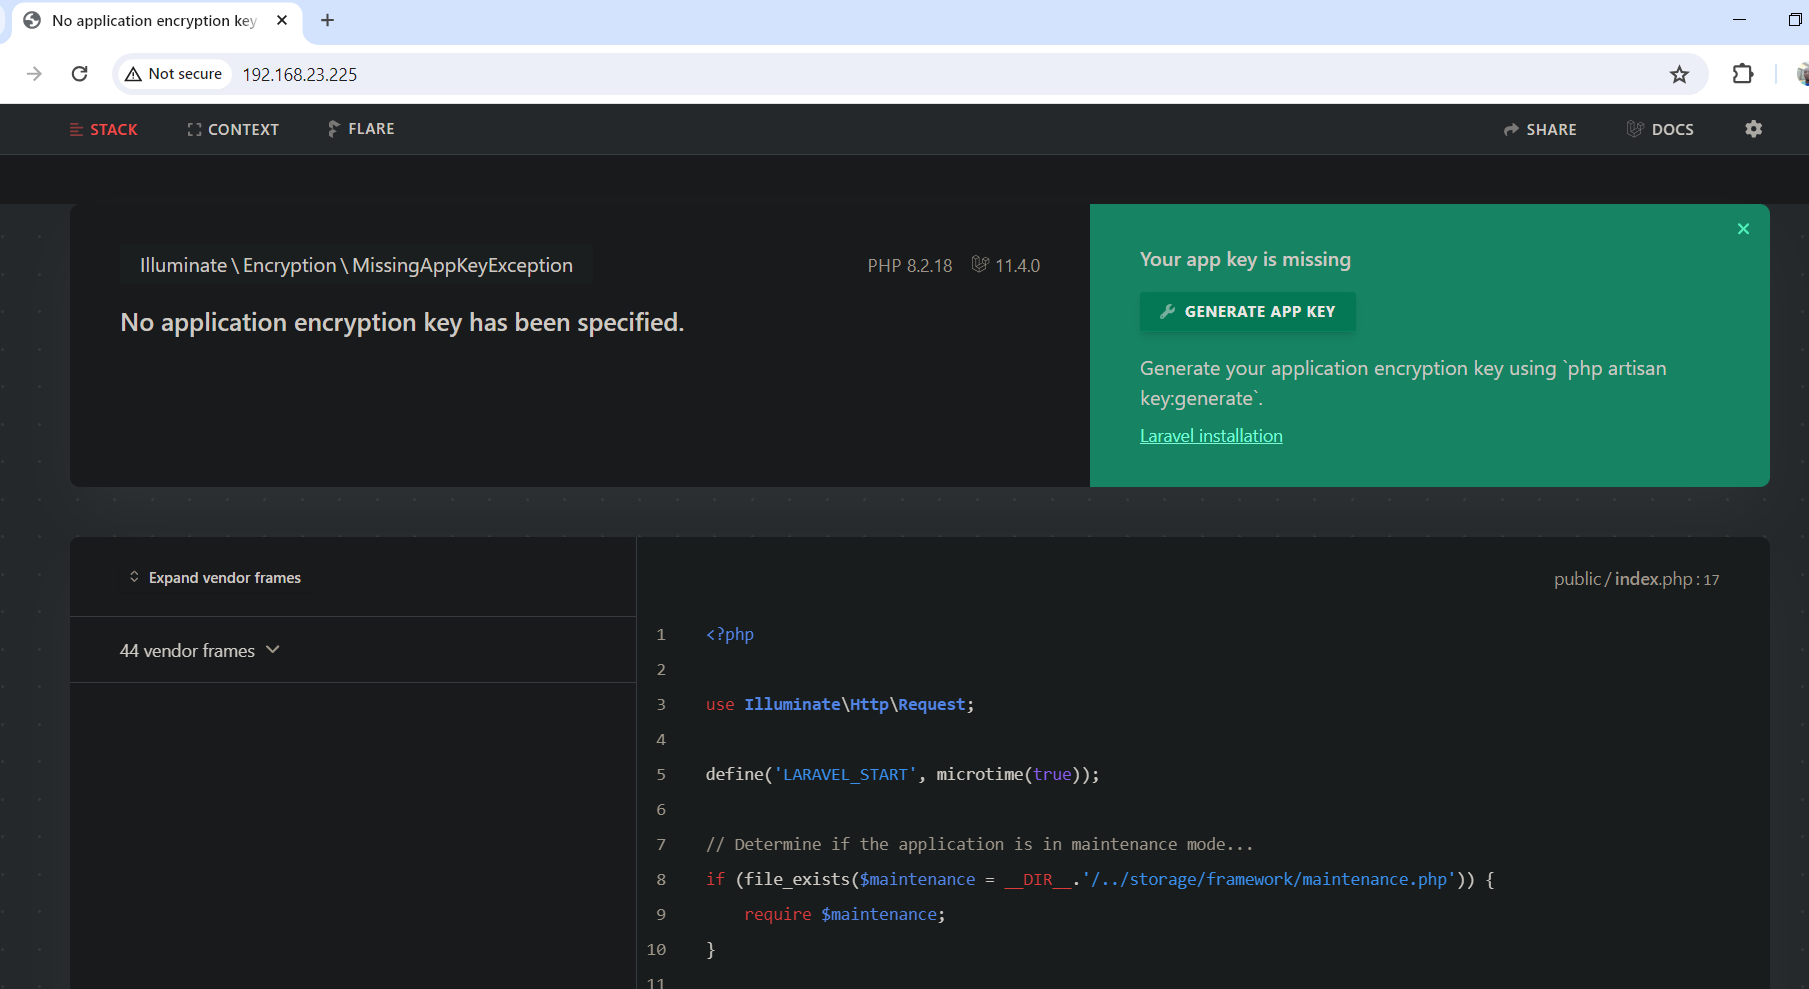 No application encryption key
Not secure
192.168.23.225
STACK
CONTEXT
FLARE
SHARE
DOCS
Illuminate \ Encryption \ MissingAppKeyException
PHP 8.2.18
11.4.0
No application encryption key has been specified.
Your app key is missing
GENERATE APP KEY
Generate your application encryption key using `php artisan
key:generate`.
Laravel installation
Expand vendor frames
44 vendor frames
public / index.php : 17
1 <?php
2
3 use Illuminate\Http\Request;
4
5 define('LARAVEL_START', microtime(true));
6
7 // Determine if the application is in maintenance mode...
8 if (file_exists($maintenance = __DIR__.'/../storage/framework/maintenance.php')) {
9     require $maintenance;
10 }
11